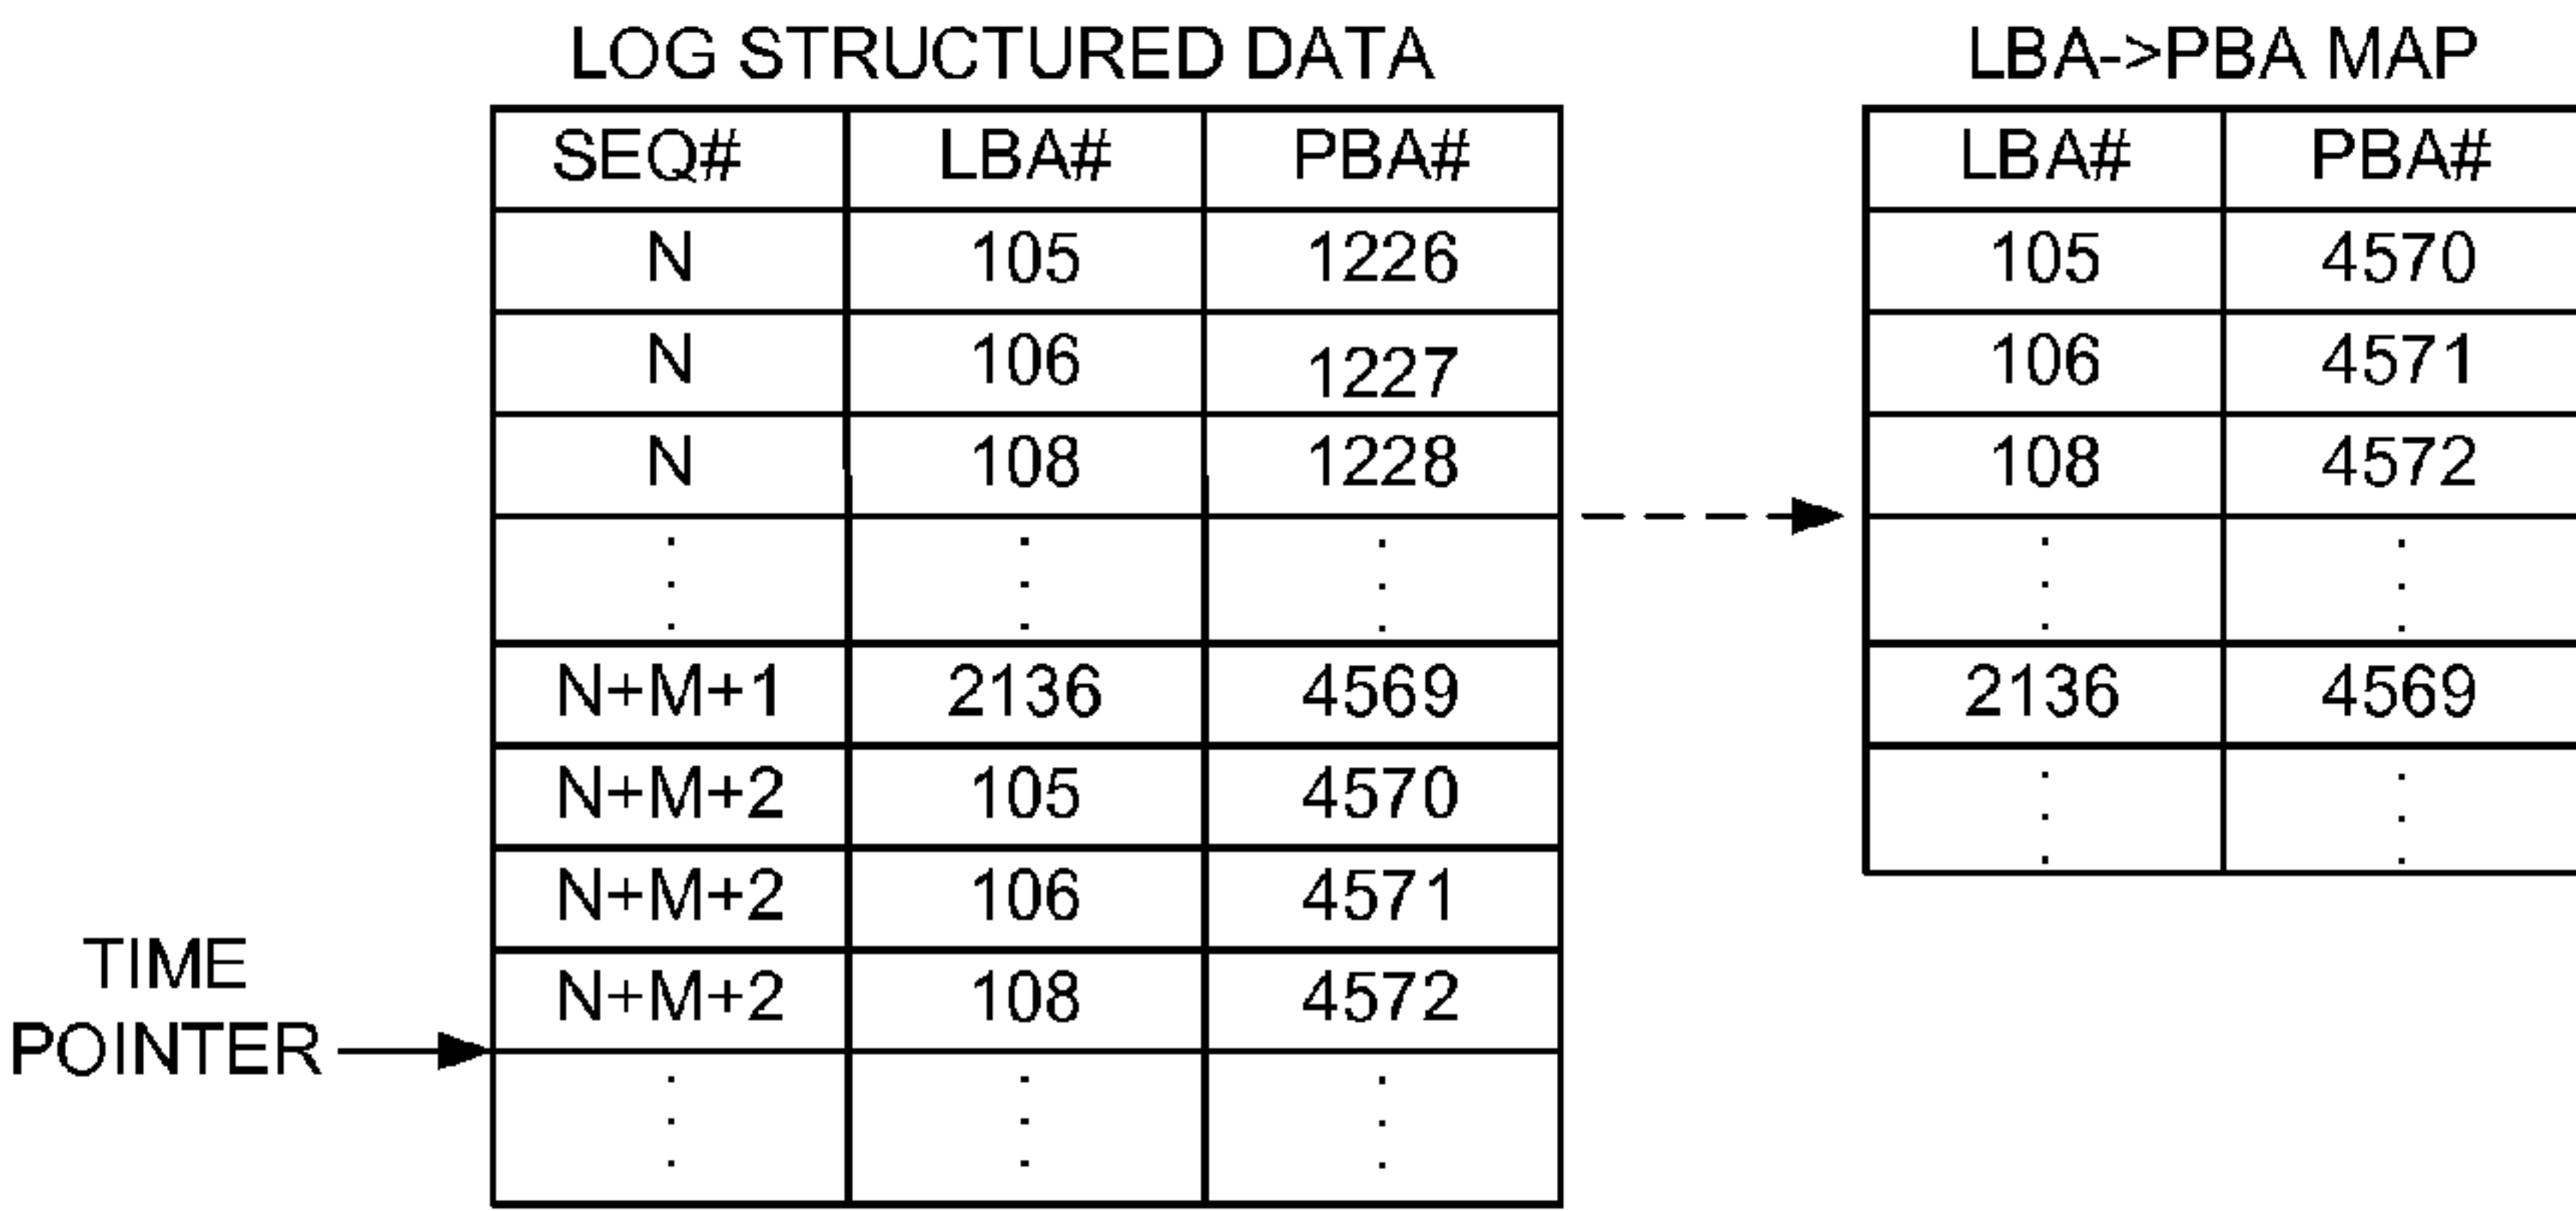 LOG STRUCTURED DATA
SEQ# LBA# PBA#
N 105 1226
N 106 1227
N 108 1228
: : :
N+M+1 2136 4569
N+M+2 105 4570
N+M+2 106 4571
N+M+2 108 4572
TIME
POINTER
LBA->PBA MAP
LBA# PBA#
105 4570
106 4571
108 4572
2136 4569